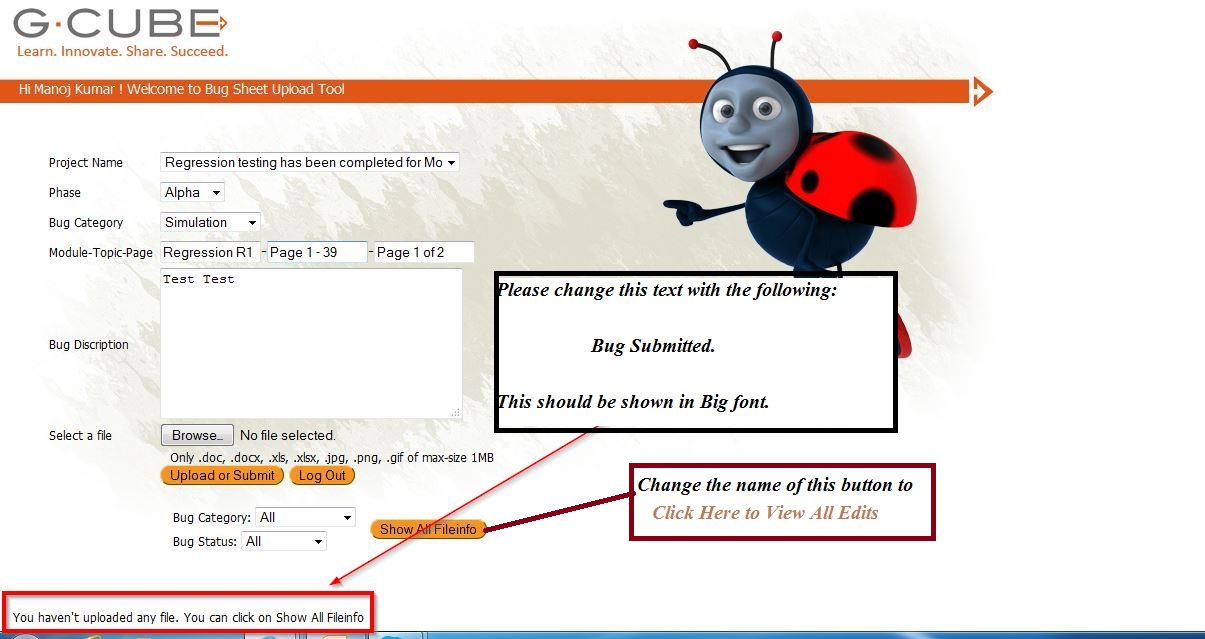 G·CUBE
Learn. Innovate. Share. Succeed.
Hi Manoj Kumar ! Welcome to Bug Sheet Upload Tool
Project Name Regression testing has been completed for Mo
Phase Alpha
Bug Category Simulation
Module-Topic-Page Regression R1 - Page 1 - 39 - Page 1 of 2
Test Test
Bug Discription
Please change this text with the following:
Bug Submitted.
This should be shown in Big font.
Select a file Browse... No file selected.
Only .doc, .docx, .xls, .xlsx, .jpg, .png, .gif of max-size 1MB
Upload or Submit Log Out
Change the name of this button to
Click Here to View All Edits
Bug Category: All
Show All Fileinfo
Bug Status: All
You haven't uploaded any file. You can click on Show All Fileinfo